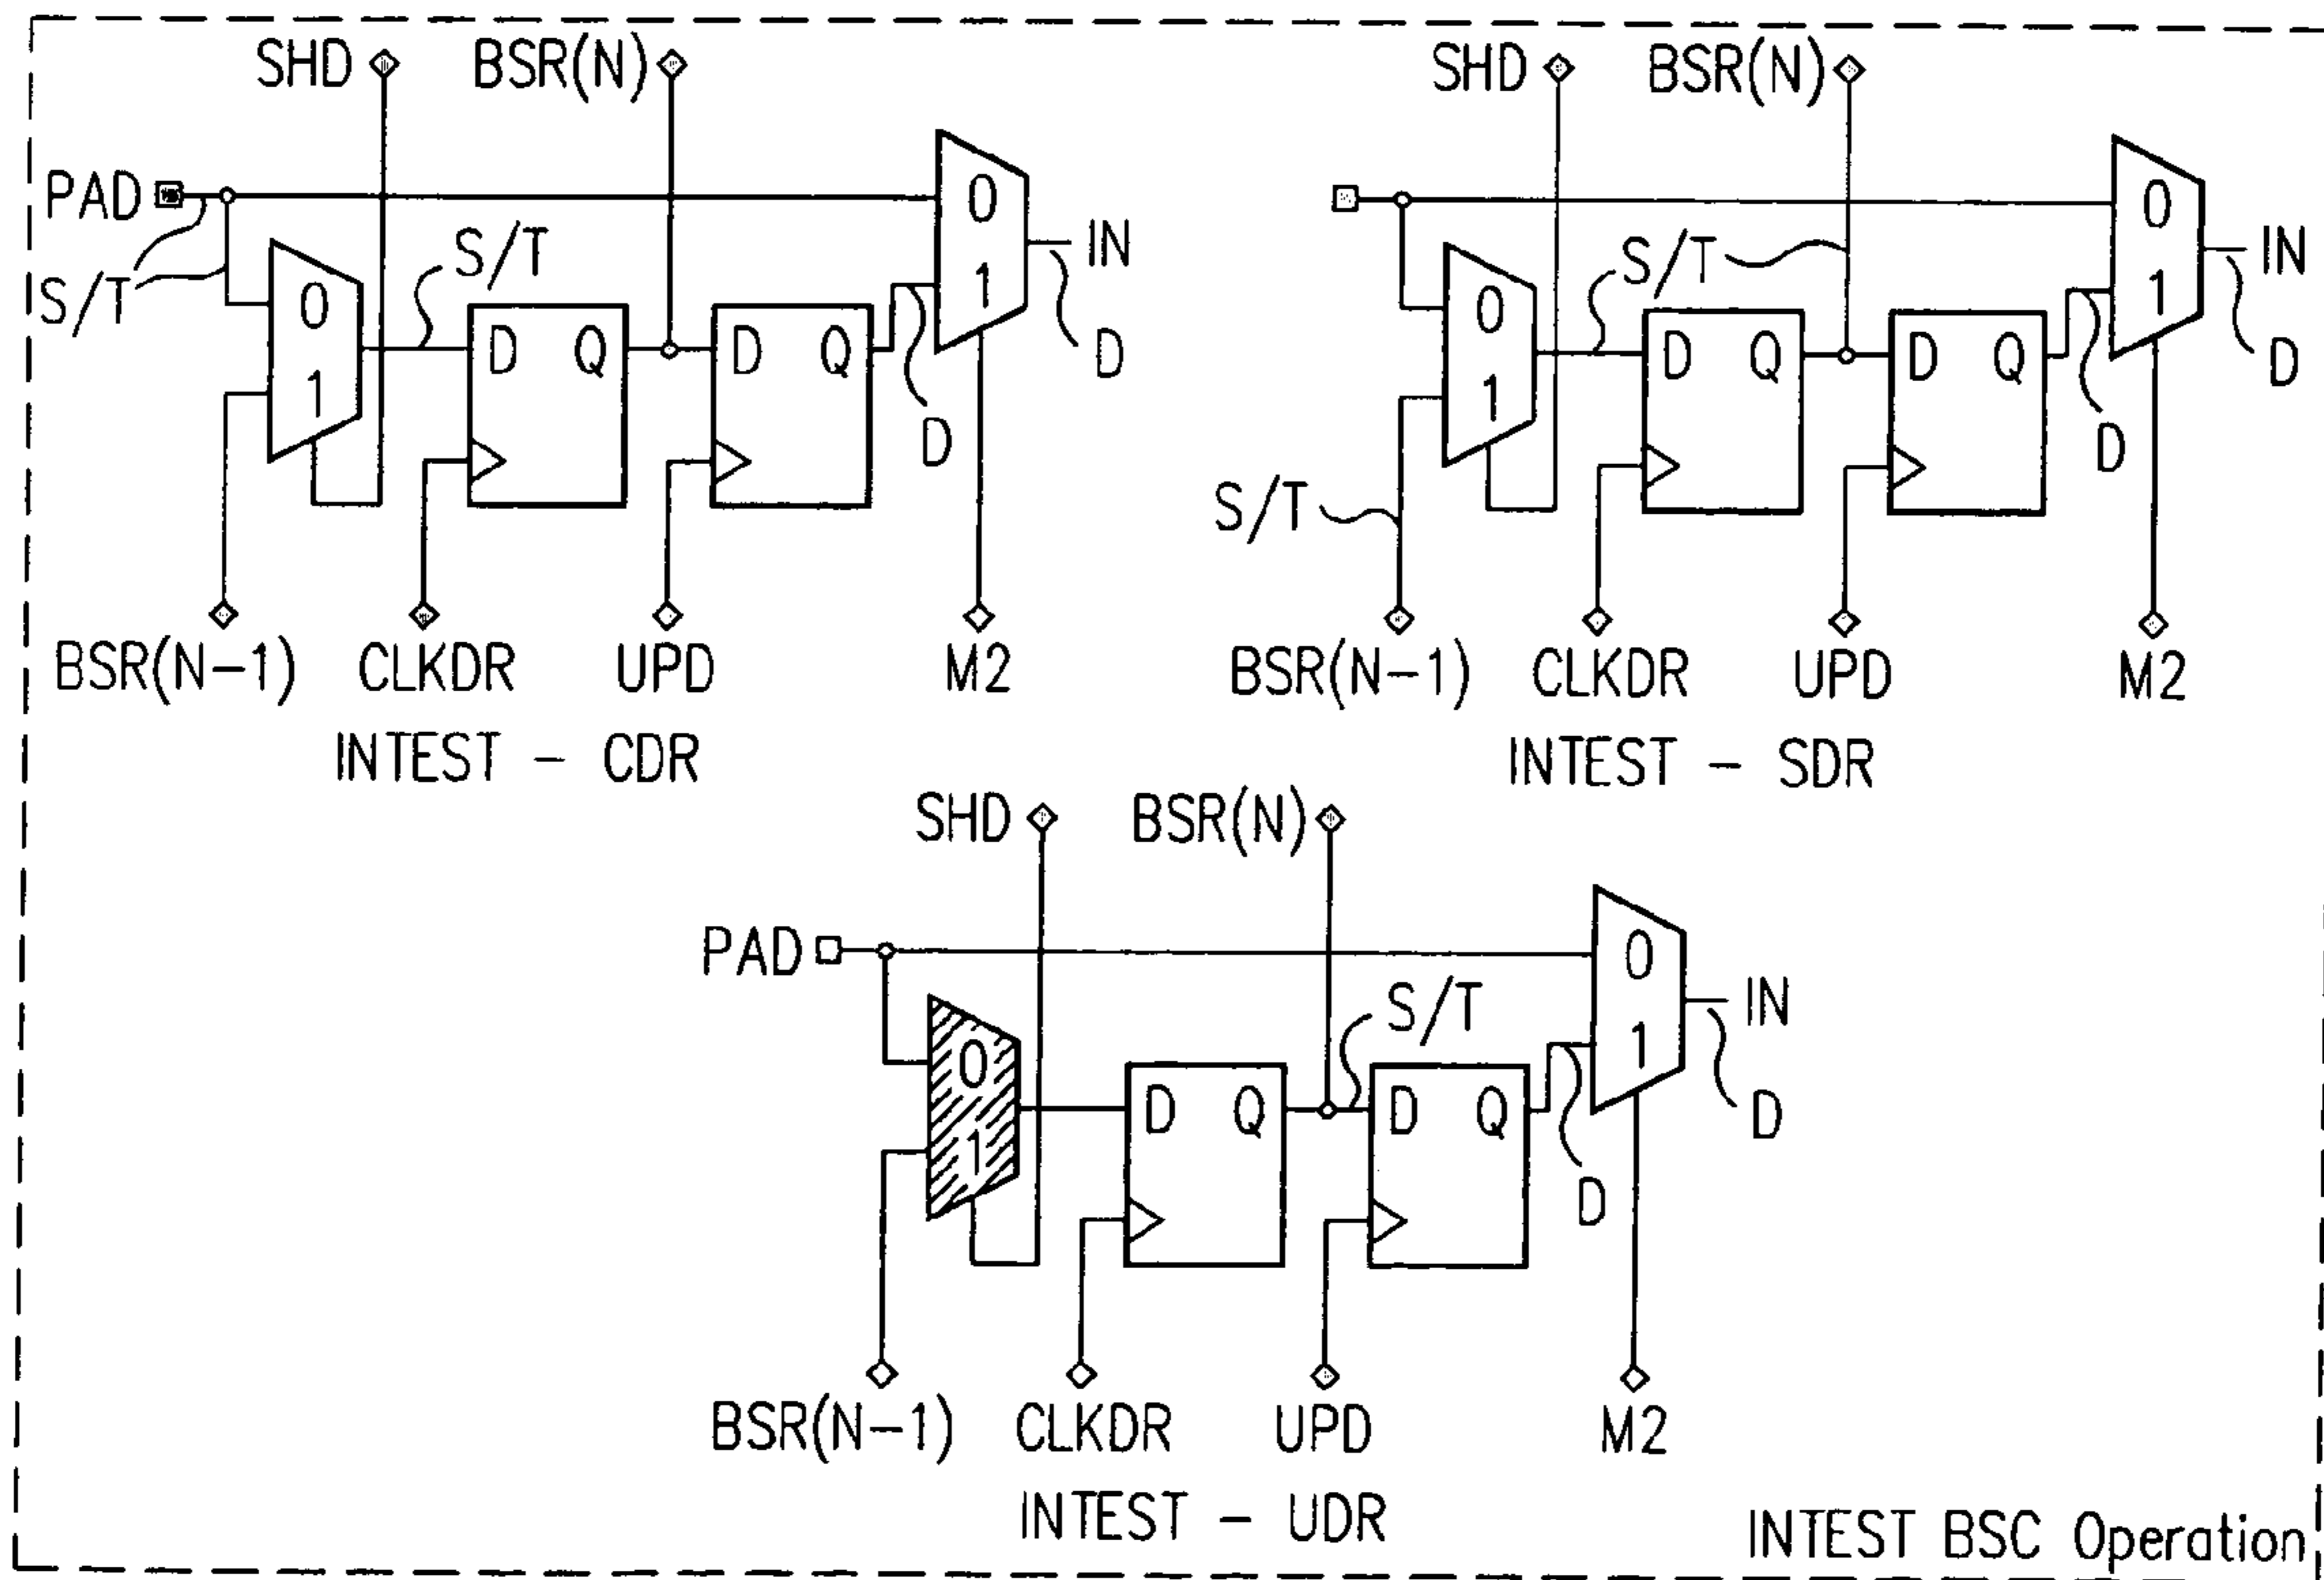 SHD BSR(N)
PAD
0
1
IN
S/T
S/T
0
1
D Q D Q
D
D
BSR(N-1) CLKDR UPD M2
INTEST - CDR
SHD BSR(N)
0
1
IN
S/T
0
1
D Q D Q
D
D
S/T
BSR(N-1) CLKDR UPD M2
INTEST - SDR
SHD BSR(N)
PAD
0
1
IN
S/T
0
1
D Q D Q
D
D
BSR(N-1) CLKDR UPD M2
INTEST - UDR
INTEST BSC Operation